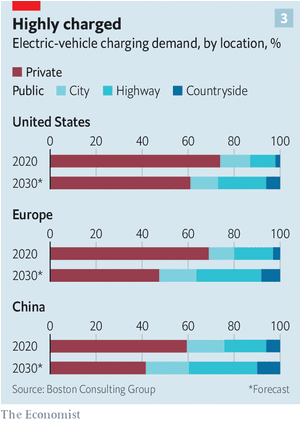 Highly charged
3
Electric-vehicle charging demand, by location, %
Private
Public City Highway Countryside
United States
0 20 40 60 80 100
2020
2030*
Europe
0 20 40 60 80 100
2020
2030*
China
0 20 40 60 80 100
2020
2030*
Source: Boston Consulting Group *Forecast
The Economist